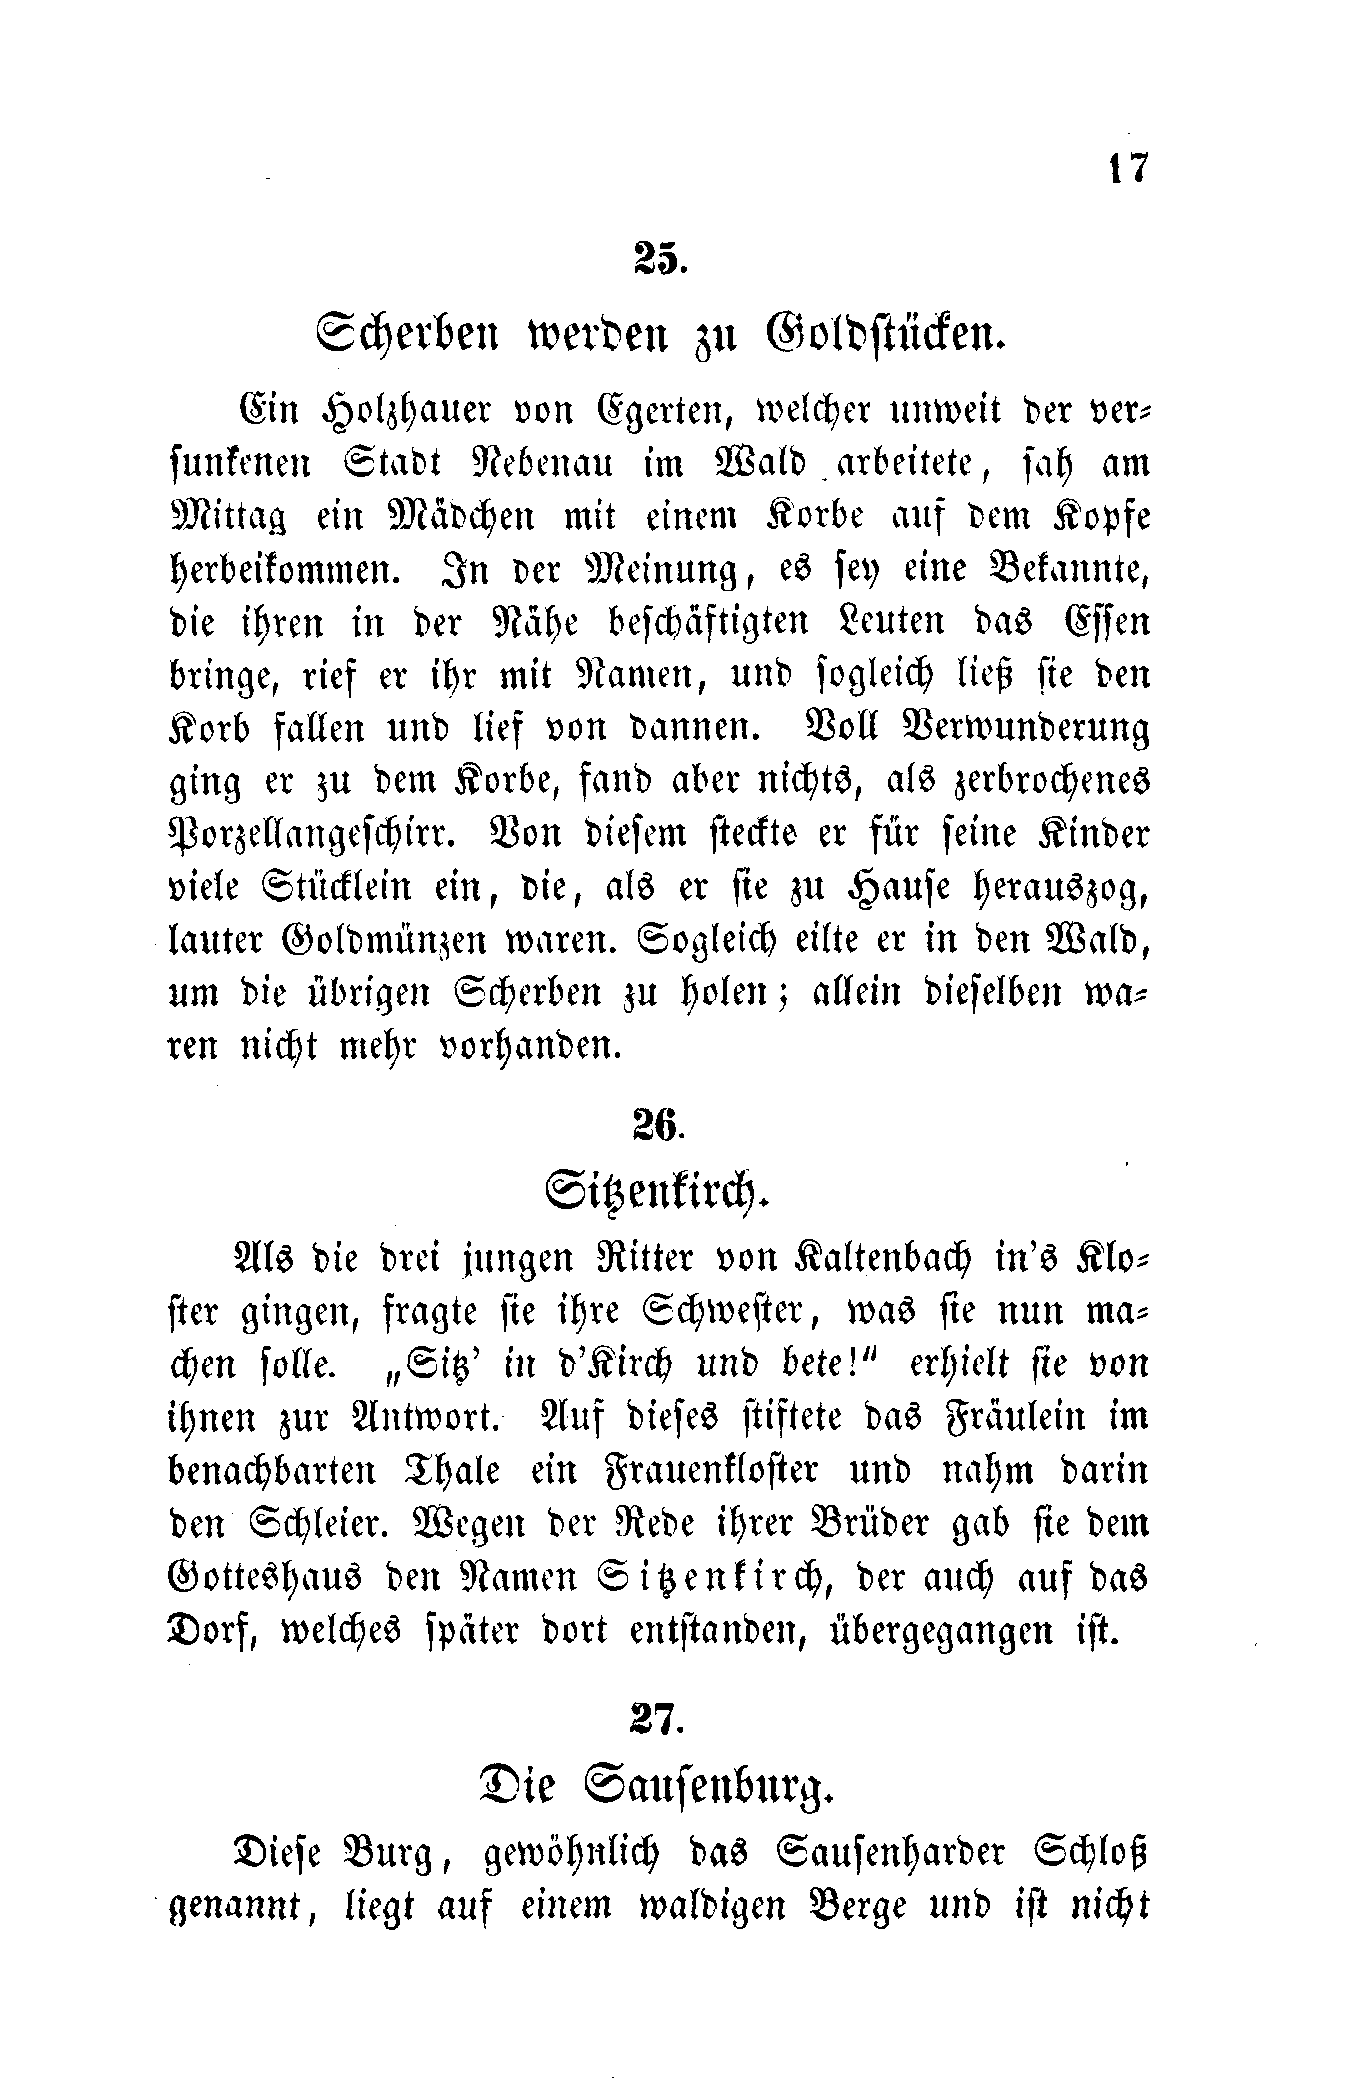 17
25.
Scherben werden zu Goldstücken.
Ein Holzhauer von Egerten, welcher unweit der ver-
sunkenen Stadt Nebenau im Wald arbeitete, sah am
Mittag ein Mädchen mit einem Korbe auf dem Kopfe
herbeikommen. In der Meinung, es sey eine Bekannte,
die ihren in der Nähe beschäftigten Leuten das Essen
bringe, rief er ihr mit Namen, und sogleich ließ sie den
Korb fallen und lief von dannen. Voll Verwunderung
ging er zu dem Korbe, fand aber nichts, als zerbrochenes
Porzellangeschirr. Von diesem steckte er für seine Kinder
viele Stücklein ein, die, als er sie zu Hause herauszog,
lauter Goldmünzen waren. Sogleich eilte er in den Wald,
um die übrigen Scherben zu holen; allein dieselben wa-
ren nicht mehr vorhanden.
26.
Sitzenkirch.
Als die drei jungen Ritter von Kaltenbach in's Klo-
ster gingen, fragte sie ihre Schwester, was sie nun ma-
chen solle. „Sitz' in d'Kirch und bete!" erhielt sie von
ihnen zur Antwort. Auf dieses stiftete das Fräulein im
benachbarten Thale ein Frauenkloster und nahm darin
den Schleier. Wegen der Rede ihrer Brüder gab sie dem
Gotteshaus den Namen Sitzenkirch, der auch auf das
Dorf, welches später dort entstanden, übergegangen ist.
27.
Die Sausenburg.
Diese Burg, gewöhnlich das Sausenharder Schloß
genannt, liegt auf einem waldigen Berge und ist nicht